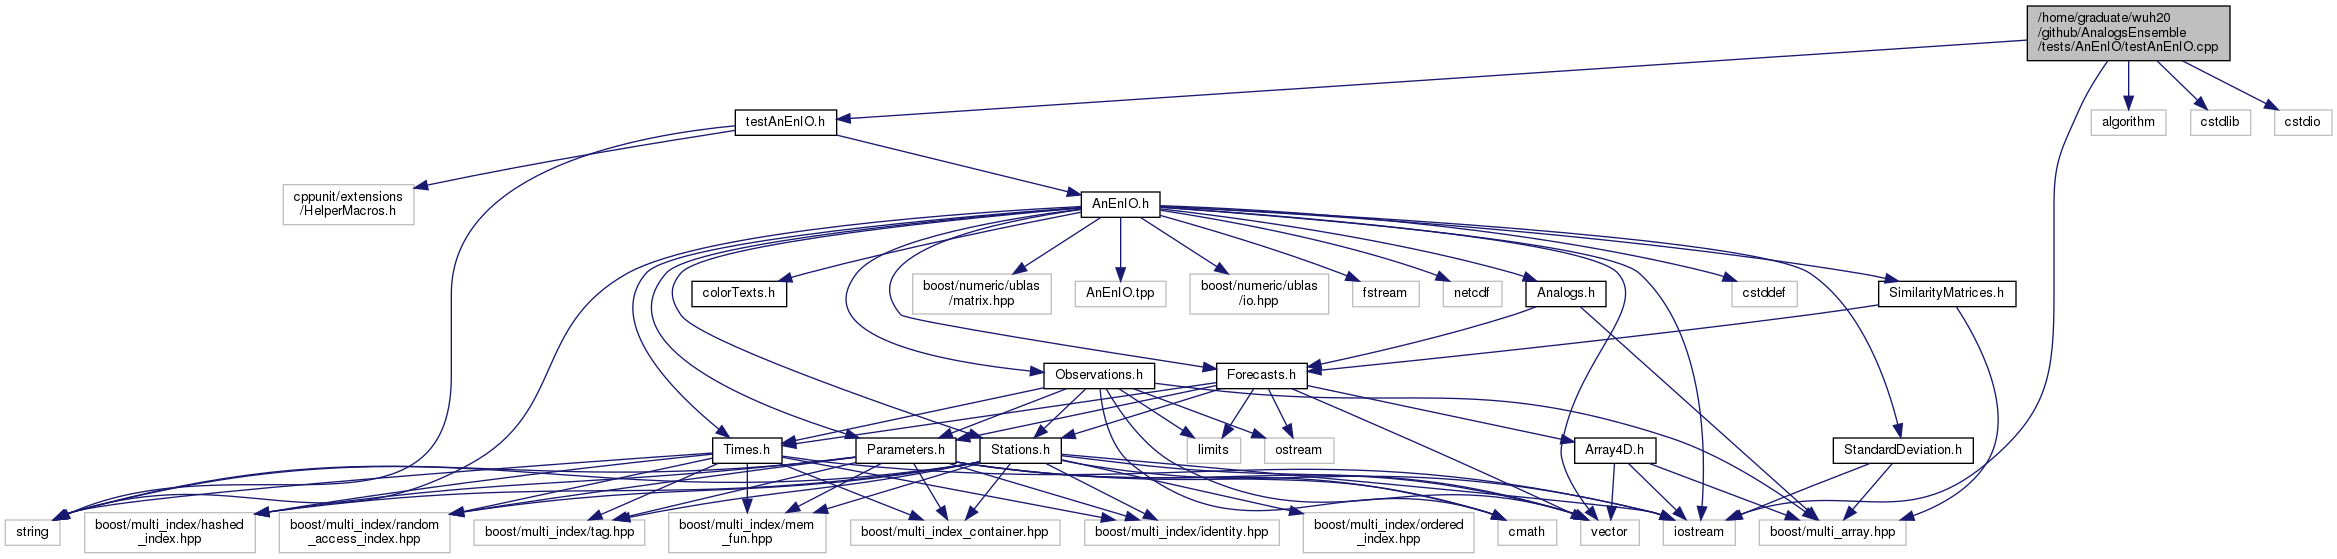 /home/graduate/wuh20
/github/AnalogsEnsemble
/tests/AnEnIO/testAnEnIO.cpp
testAnEnIO.h
algorithm
cstdlib
cstdio
cppunit/extensions
/HelperMacros.h
AnEnIO.h
colorTexts.h
boost/numeric/ublas
/matrix.hpp
AnEnIO.tpp
boost/numeric/ublas
/io.hpp
fstream
netcdf
Analogs.h
cstddef
SimilarityMatrices.h
Observations.h
Forecasts.h
Times.h
Parameters.h
Stations.h
limits
ostream
Array4D.h
StandardDeviation.h
string
boost/multi_index/hashed
_index.hpp
boost/multi_index/random
_access_index.hpp
boost/multi_index/tag.hpp
boost/multi_index/mem
_fun.hpp
boost/multi_index_container.hpp
boost/multi_index/identity.hpp
boost/multi_index/ordered
_index.hpp
cmath
vector
iostream
boost/multi_array.hpp